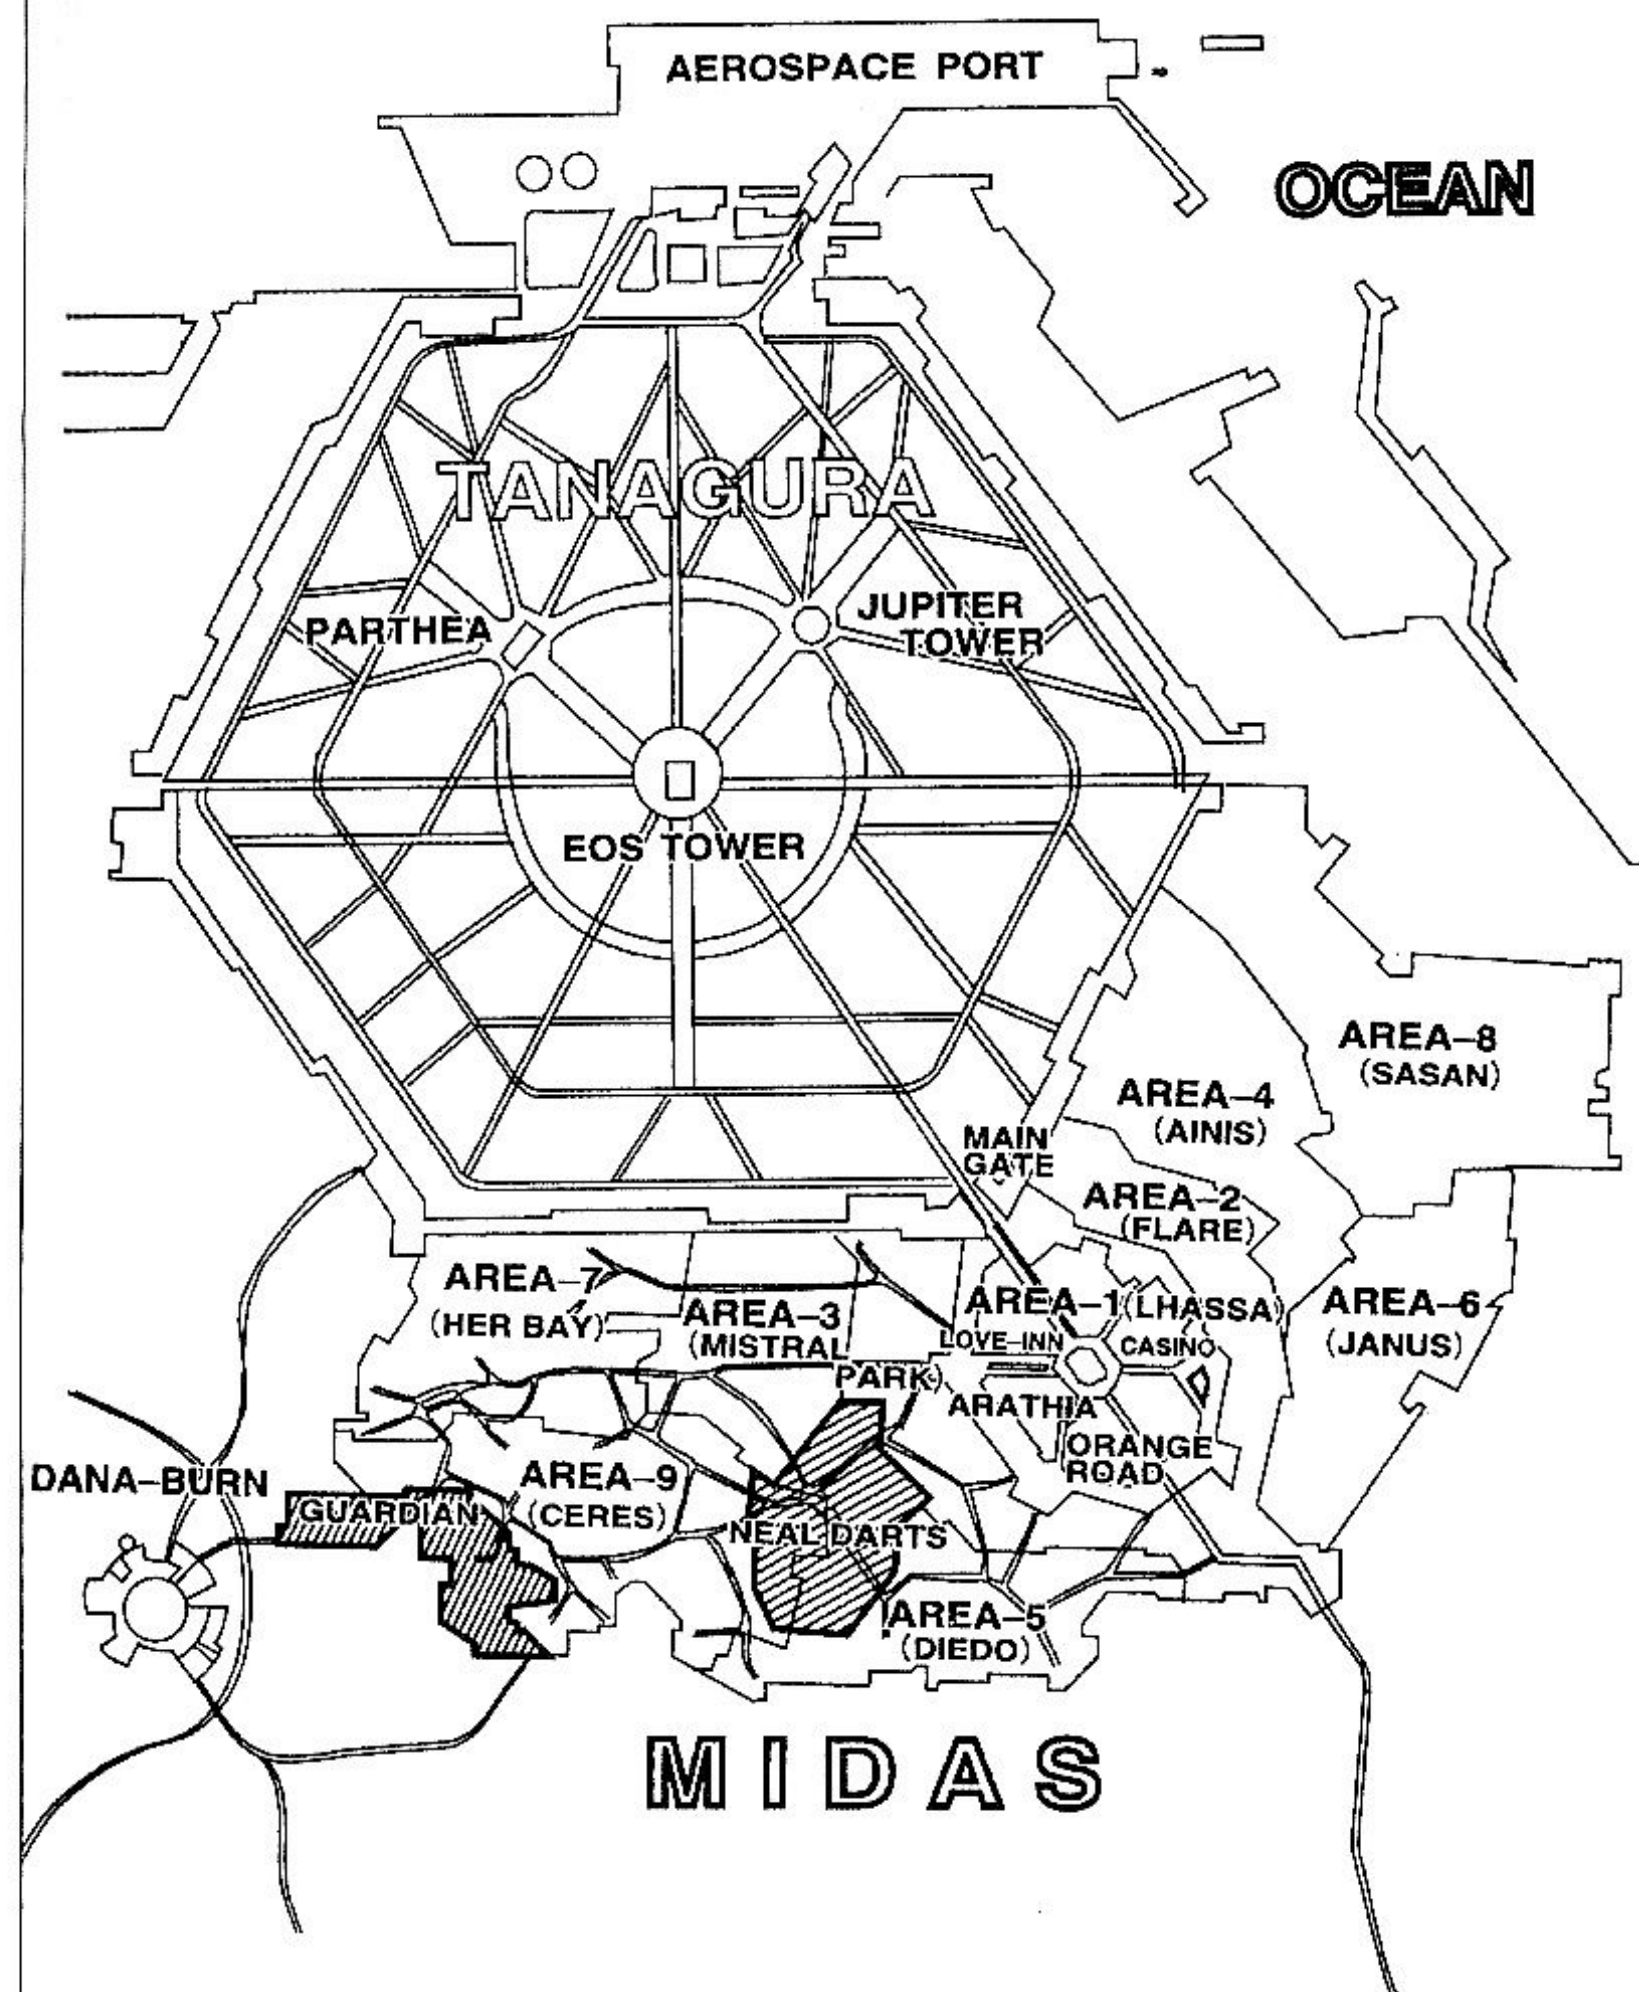 AEROSPACE PORT
OCEAN
TANAGURA
PARTHEA
JUPITER
TOWER
EOS TOWER
AREA-8
(SASAN)
AREA-4
(AINIS)
MAIN
GATE
AREA-2
(FLARE)
AREA-7
(HER BAY)
AREA-3
(MISTRAL
PARK)
AREA-1 (LHASSA)
LOVE-INN
CASINO
AREA-6
(JANUS)
ARATHIA
ORANGE
ROAD
DANA-BURN
GUARDIAN
AREA-9
(CERES)
NEAL DARTS
AREA-5
(DIEDO)
MIDAS